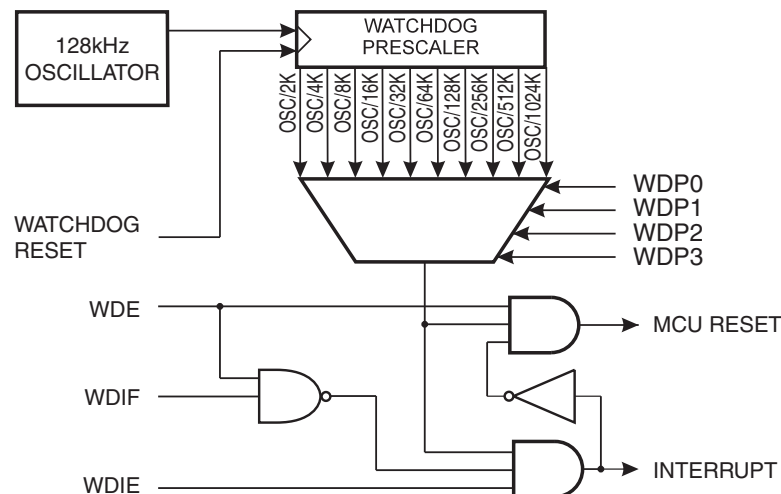 128kHz
OSCILLATOR
WATCHDOG
PRESCALER
OSC/2K
OSC/4K
OSC/8K
OSC/16K
OSC/32K
OSC/64K
OSC/128K
OSC/256K
OSC/512K
OSC/1024K
WDP0
WDP1
WDP2
WDP3
WATCHDOG
RESET
WDE
MCU RESET
WDIF
INTERRUPT
WDIE